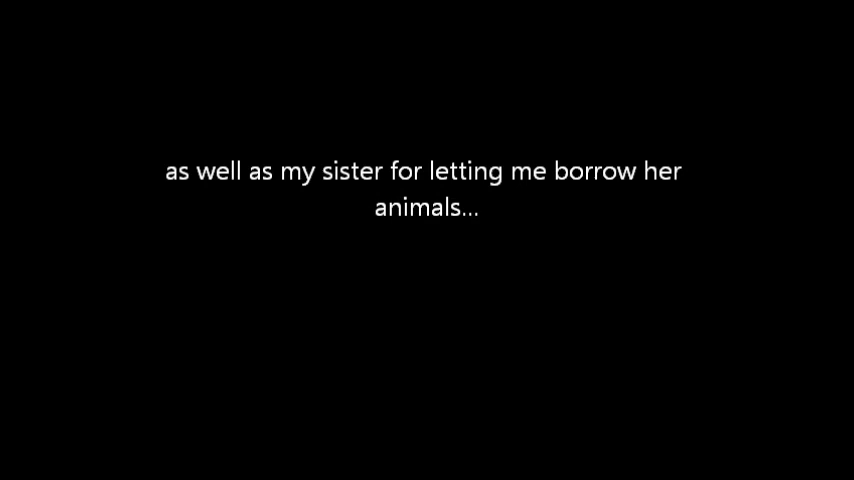 as well as my sister for letting me borrow her
animals...